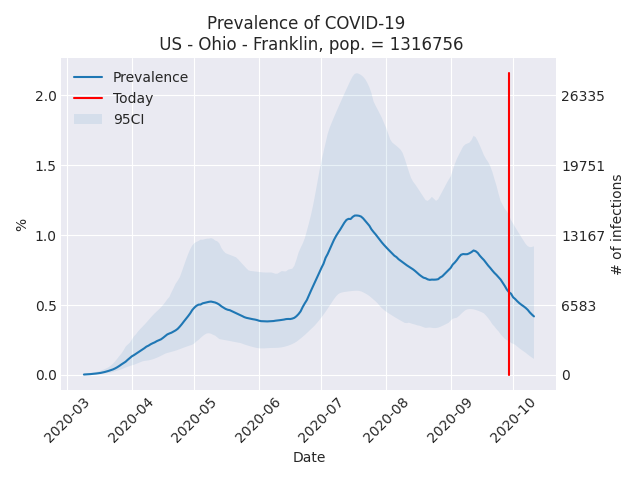 Prevalence of COVID-19
US - Ohio - Franklin, pop. = 1316756
Prevalence
Today
95CI
2.0
1.5
1.0
0.5
0.0
%
26335
19751
13167
6583
0
# of infections
2020-03
2020-04
2020-05
2020-06
2020-07
2020-08
2020-09
2020-10
Date